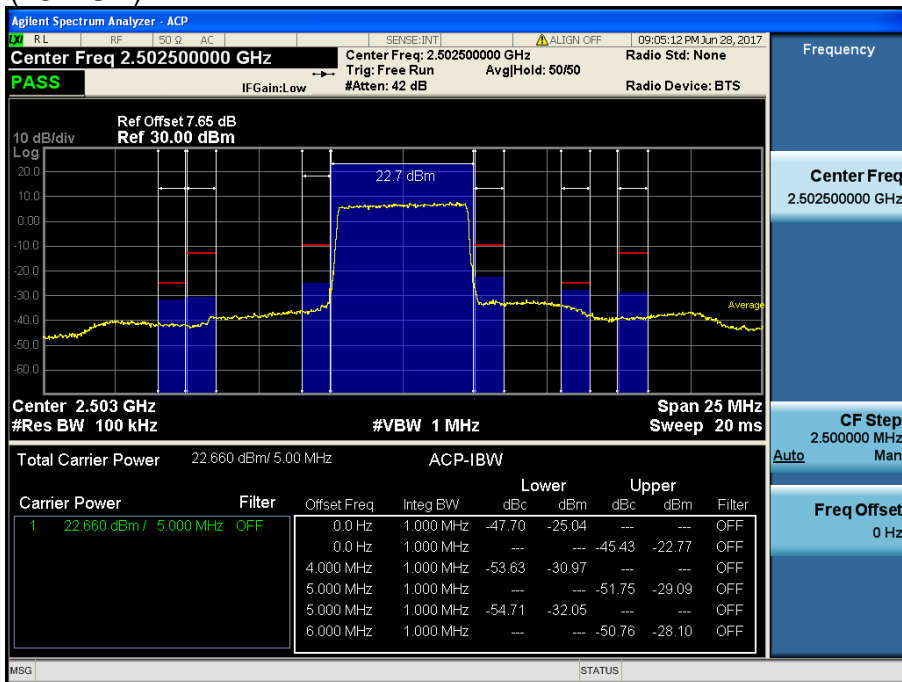 Agilent Spectrum Analyzer - ACP
LXI RL RF 50 Ω AC SENSE:INT ALIGN OFF 09:05:12 PM Jun 28, 2017
Center Freq 2.502500000 GHz Center Freq: 2.502500000 GHz Radio Std: None
Trig: Free Run Avg|Hold: 50/50
PASS IFGain:Low #Atten: 42 dB Radio Device: BTS
Ref Offset 7.65 dB
10 dB/div Ref 30.00 dBm
Log
20.0
10.0
0.00
-10.0
-20.0
-30.0
-40.0
-50.0
-60.0
22.7 dBm
Average
Center 2.503 GHz Span 25 MHz
#Res BW 100 kHz #VBW 1 MHz Sweep 20 ms
Total Carrier Power 22.660 dBm/ 5.00 MHz ACP-IBW
Lower Upper
Carrier Power Filter Offset Freq Integ BW dBc dBm dBc dBm Filter
1 22.660 dBm / 5.000 MHz OFF 0.0 Hz 1.000 MHz -47.70 -25.04 --- --- OFF
0.0 Hz 1.000 MHz --- --- -45.43 -22.77 OFF
4.000 MHz 1.000 MHz -53.63 -30.97 --- --- OFF
5.000 MHz 1.000 MHz --- --- -51.75 -29.09 OFF
5.000 MHz 1.000 MHz -54.71 -32.05 --- --- OFF
6.000 MHz 1.000 MHz --- --- -50.76 -28.10 OFF
MSG STATUS
Frequency
Center Freq
2.502500000 GHz
CF Step
2.500000 MHz
Auto Man
Freq Offset
0 Hz